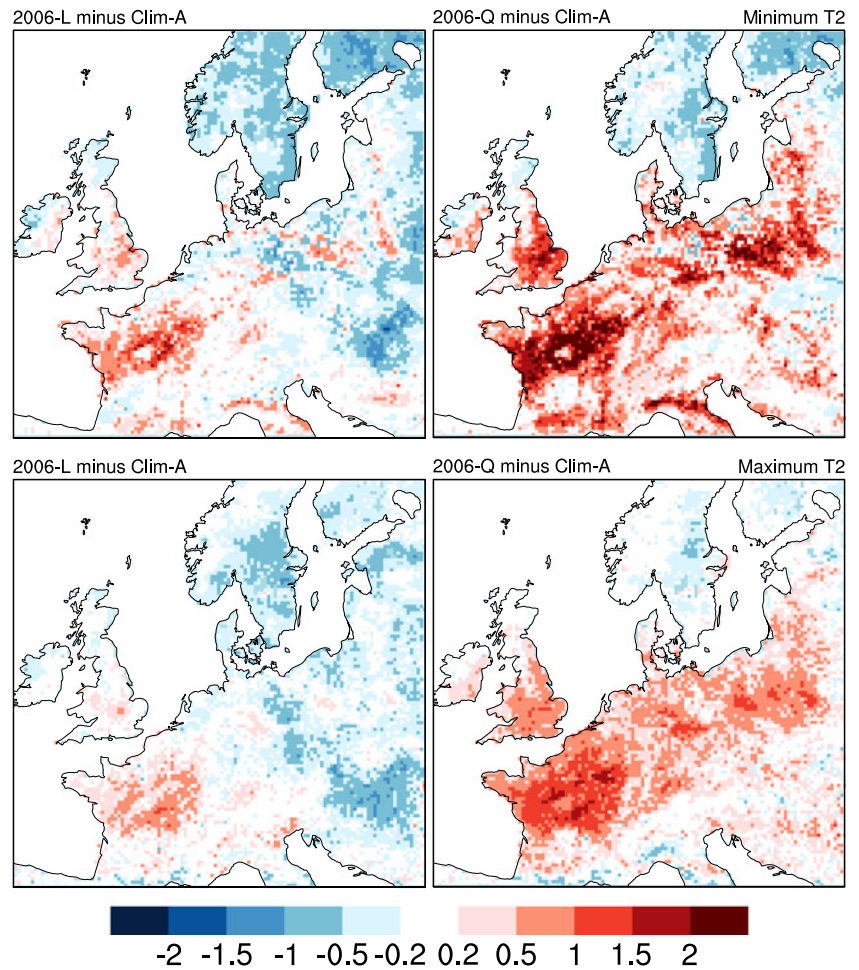 2006-L minus Clim-A
2006-Q minus Clim-A Minimum T2
2006-L minus Clim-A
2006-Q minus Clim-A Maximum T2
-2 -1.5 -1 -0.5 -0.2 0.2 0.5 1 1.5 2